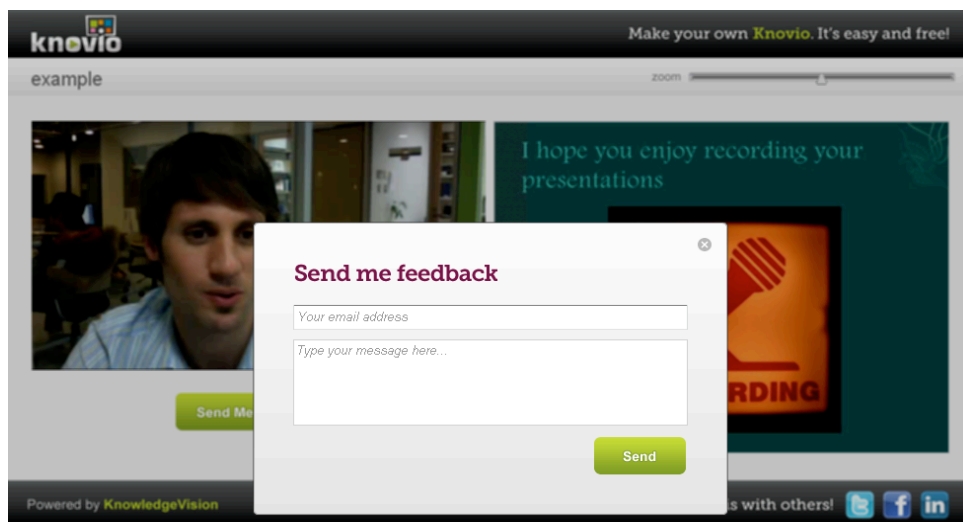 knovio
Make your own Knovio. It's easy and free!
example
zoom
I hope you enjoy recording your
presentations
Send me feedback
Your email address
Type your message here...
RDING
Send Me
Send
Powered by KnowledgeVision
s with others!
f in